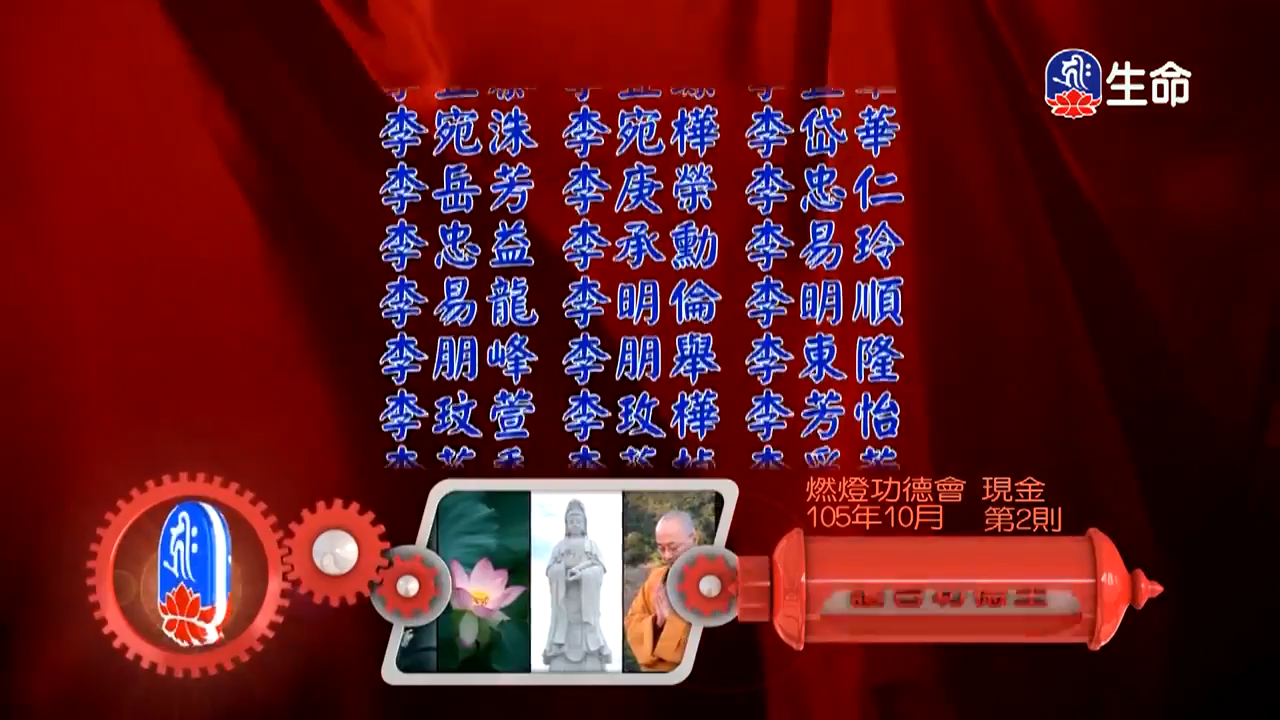 生命
李宛洙 李宛樺 李岱華
李岳芳 李庚榮 李忠仁
李忠益 李承勳 李易玲
李易龍 李明倫 李明順
李朋峰 李朋舉 李東隆
李玟萱 李玫樺 李芳怡
燃燈功德會 現金
105年10月 第2則